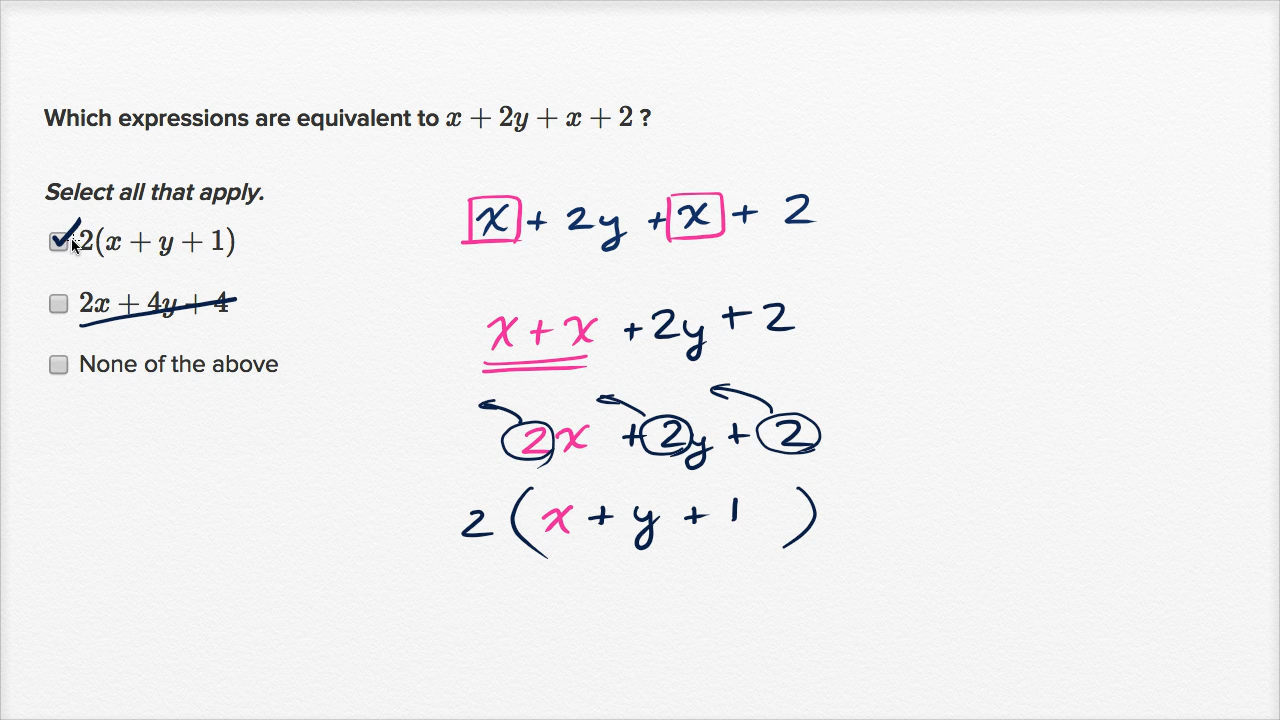 Which expressions are equivalent to x + 2y + x + 2 ?
Select all that apply.
2(x + y + 1)
2x + 4y + 4
None of the above
x + 2y + x + 2
x + x + 2y + 2
2x + 2y + 2
2 ( x + y + 1 )